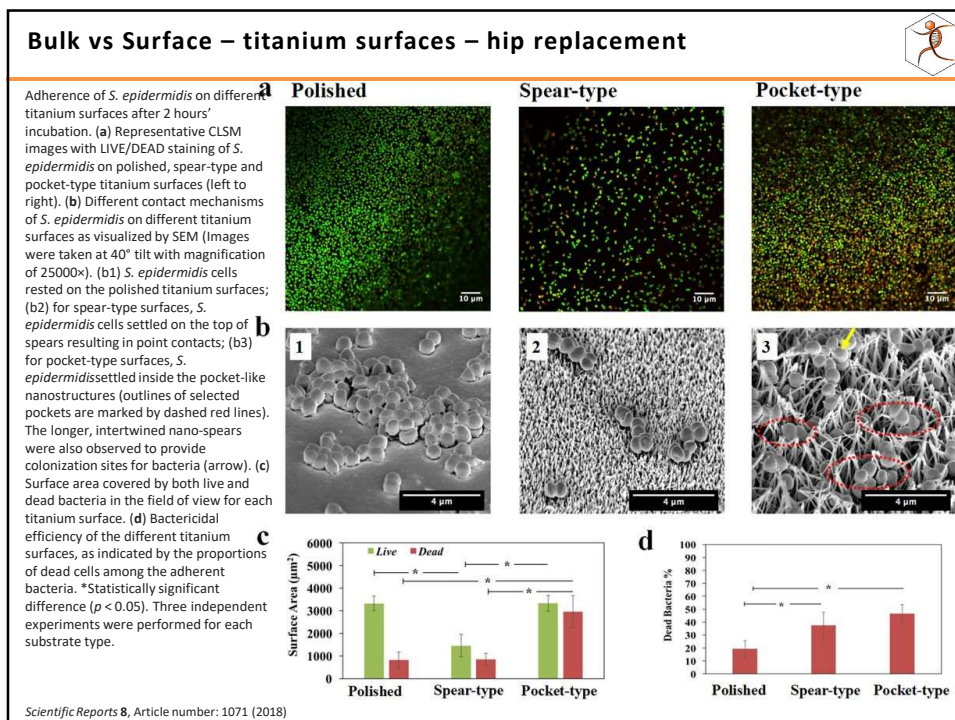 Bulk vs Surface – titanium surfaces – hip replacement
Adherence of S. epidermidis on different
titanium surfaces after 2 hours'
incubation. (a) Representative CLSM
images with LIVE/DEAD staining of S.
epidermidis on polished, spear-type and
pocket-type titanium surfaces (left to
right). (b) Different contact mechanisms
of S. epidermidis on different titanium
surfaces as visualized by SEM (Images
were taken at 40° tilt with magnification
of 25000×). (b1) S. epidermidis cells
rested on the polished titanium surfaces;
(b2) for spear-type surfaces, S.
epidermidis cells settled on the top of
spears resulting in point contacts; (b3)
for pocket-type surfaces, S.
epidermidissettled inside the pocket-like
nanostructures (outlines of selected
pockets are marked by dashed red lines).
The longer, intertwined nano-spears
were also observed to provide
colonization sites for bacteria (arrow). (c)
Surface area covered by both live and
dead bacteria in the field of view for each
titanium surface. (d) Bactericidal
efficiency of the different titanium
surfaces, as indicated by the proportions
of dead cells among the adherent
bacteria. *Statistically significant
difference (p < 0.05). Three independent
experiments were performed for each
substrate type.
Scientific Reports 8, Article number: 1071 (2018)
a Polished Spear-type Pocket-type
10 µm 10 µm 10 µm
b
1 2 3
4 µm 4 µm 4 µm
c
Surface Area (µm²)
6000
5000
4000
3000
2000
1000
0
Live Dead
*
*
*
*
*
Polished Spear-type Pocket-type
d
Dead Bacteria %
100
90
80
70
60
50
40
30
20
10
0
*
*
Polished Spear-type Pocket-type